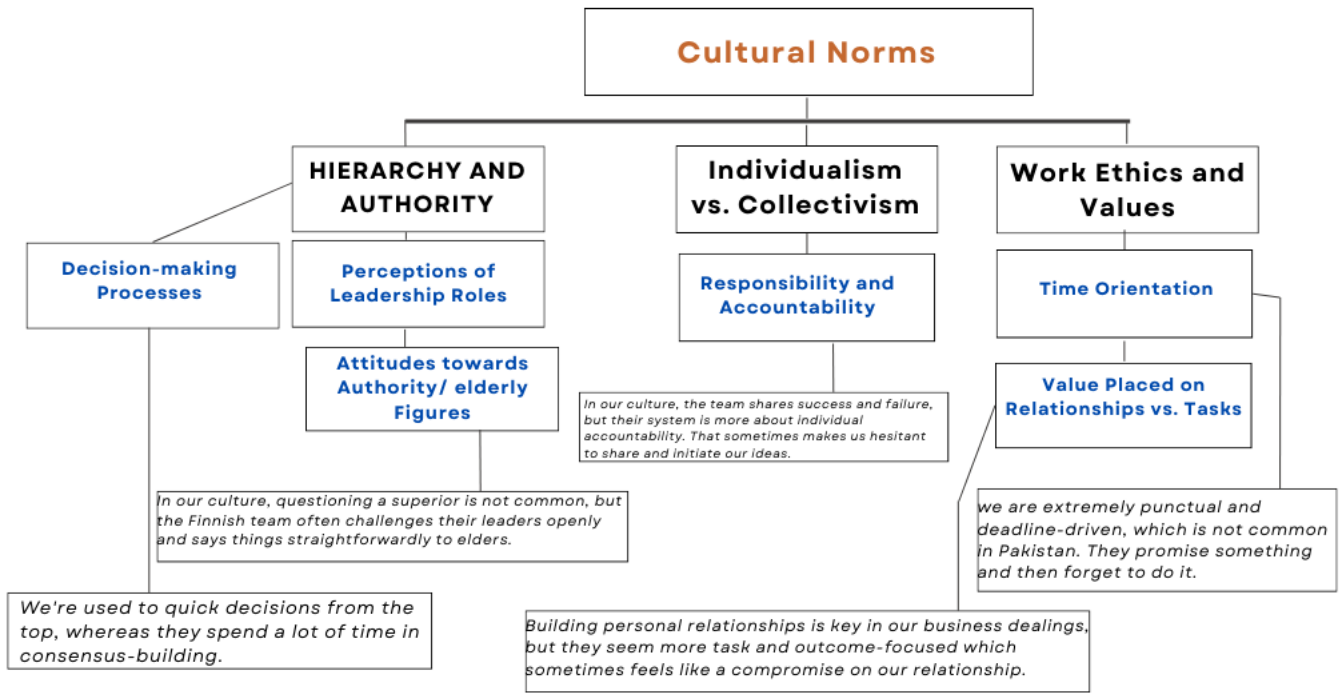 Cultural Norms
HIERARCHY AND
AUTHORITY
Individualism
vs. Collectivism
Work Ethics and
Values
Decision-making
Processes
Perceptions of
Leadership Roles
Responsibility and
Accountability
Time Orientation
Attitudes towards
Authority/ elderly
Figures
Value Placed on
Relationships vs. Tasks
In our culture, the team shares success and failure,
but their system is more about individual
accountability. That sometimes makes us hesitant
to share and initiate our ideas.
In our culture, questioning a superior is not common, but
the Finnish team often challenges their leaders openly
and says things straightforwardly to elders.
we are extremely punctual and
deadline-driven, which is not common
in Pakistan. They promise something
and then forget to do it.
We're used to quick decisions from the
top, whereas they spend a lot of time in
consensus-building.
Building personal relationships is key in our business dealings,
but they seem more task and outcome-focused which
sometimes feels like a compromise on our relationship.